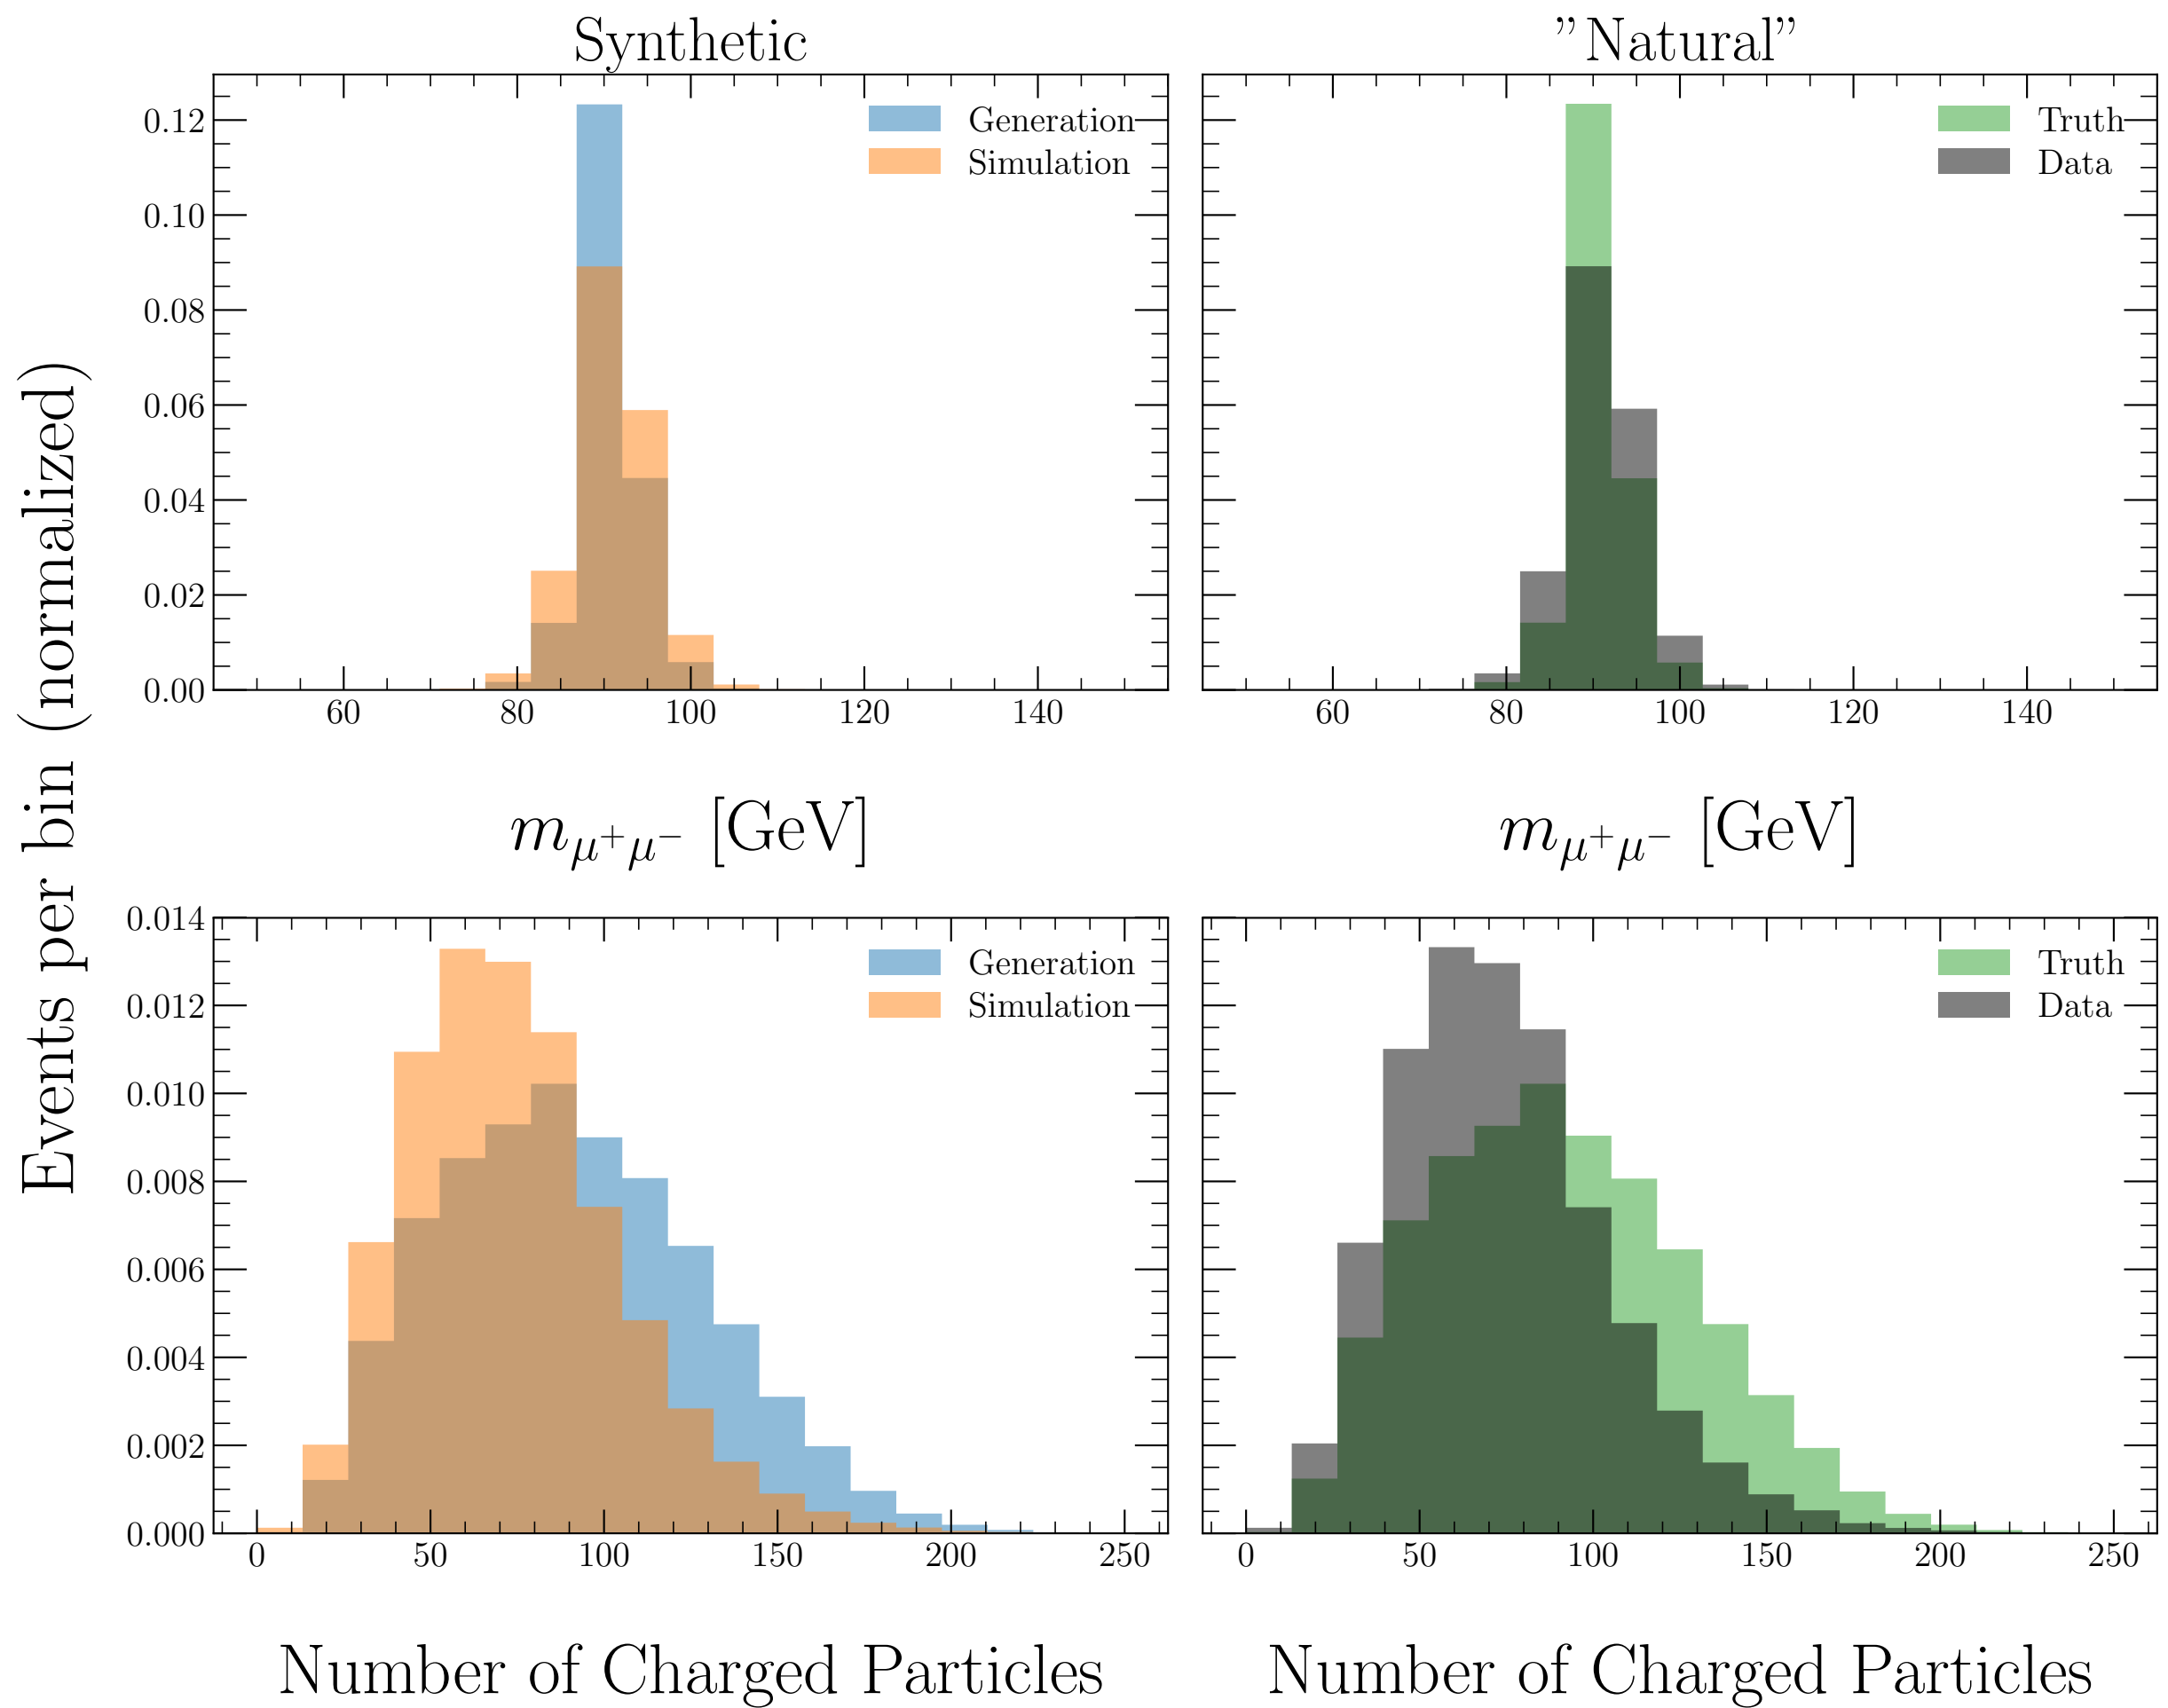 Synthetic
"Natural"
Events per bin (normalized)
0.12
0.10
0.08
0.06
0.04
0.02
0.00
Generation
Simulation
60 80 100 120 140
m_{μ+μ−} [GeV]
Truth
Data
60 80 100 120 140
m_{μ+μ−} [GeV]
0.014
0.012
0.010
0.008
0.006
0.004
0.002
0.000
Generation
Simulation
0 50 100 150 200 250
Number of Charged Particles
Truth
Data
0 50 100 150 200 250
Number of Charged Particles